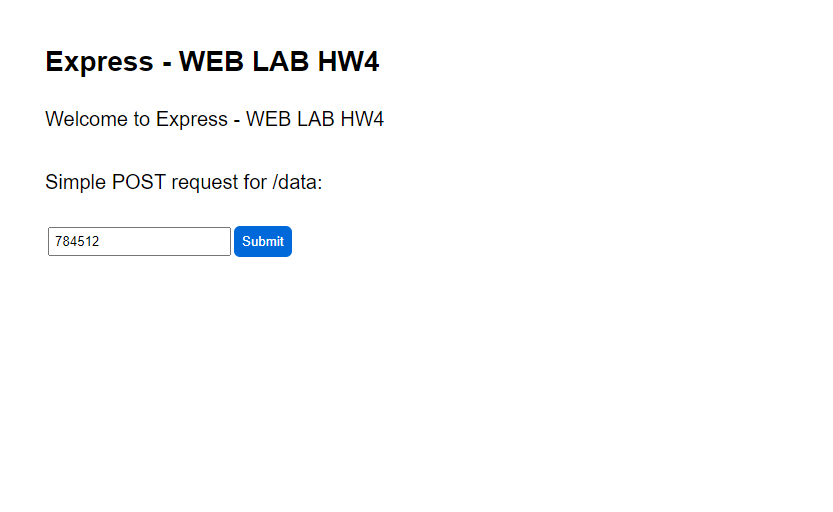 Express - WEB LAB HW4
Welcome to Express - WEB LAB HW4
Simple POST request for /data:
784512 Submit